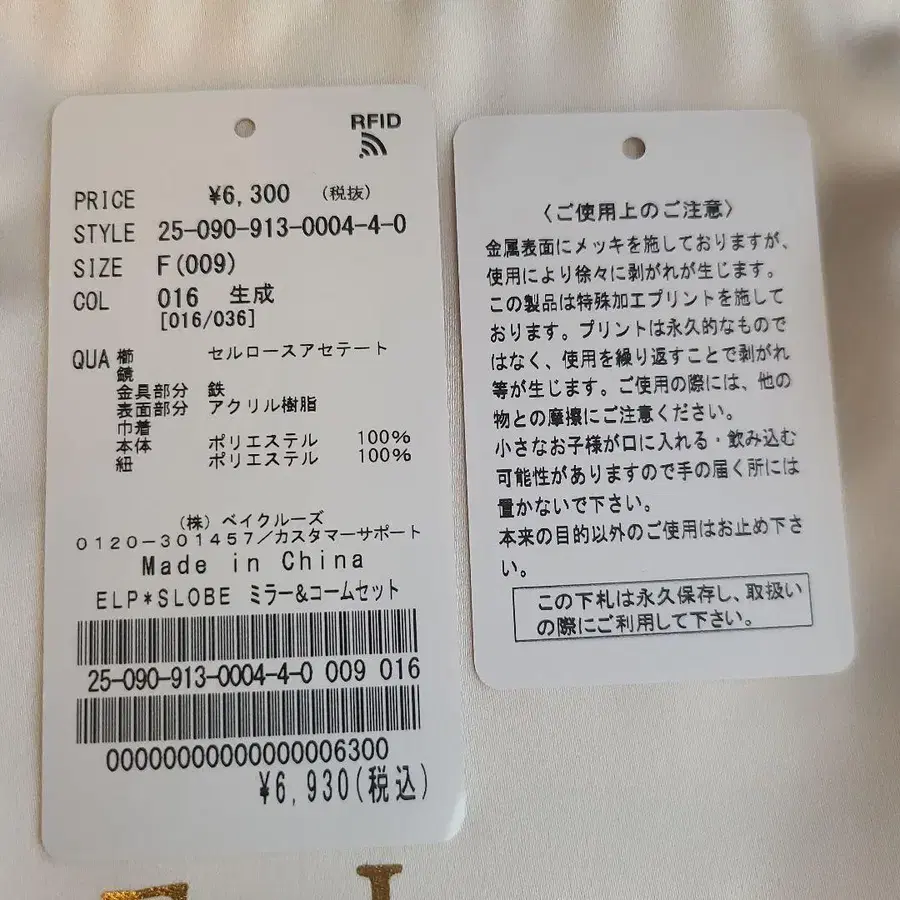 RFID
PRICE ¥6,300 (税抜)
STYLE 25-090-913-0004-4-0
SIZE F(009)
COL 016 生成
[016/036]
QUA 櫛 セルロースアセテート
鏡
金具部分 鉄
表面部分 アクリル樹脂
巾着
本体 ポリエステル 100%
紐 ポリエステル 100%
(株) ベイクルーズ
0120-301457/カスタマーサポート
Made in China
ELP*SLOBE ミラー&コームセット
25-090-913-0004-4-0 009 016
00000000000000006300
¥6,930(税込)
〈ご使用上のご注意〉
金属表面にメッキを施しておりますが、
使用により徐々に剥がれが生じます。
この製品は特殊加工プリントを施して
おります。プリントは永久的なもので
はなく、使用を繰り返すことで剥がれ
等が生じます。ご使用の際には、他の
物との摩擦にご注意ください。
小さなお子様が口に入れる・飲み込む
可能性がありますので手の届く所には
置かないで下さい。
本来の目的以外のご使用はお止め下さ
い。
この下札は永久保存し、取扱い
の際にご利用して下さい。